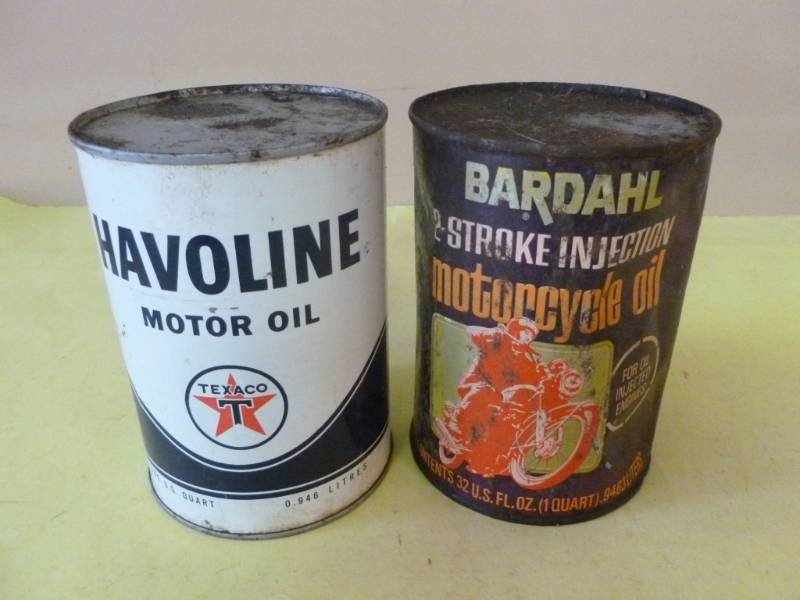 HAVOLINE
MOTOR OIL
TEXACO
T
U.S. QUART 0.946 LITRES
BARDAHL
®
2-STROKE INJECTION
motorcycle oil
FOR OIL
INJECTED
ENGINES
CONTENTS 32 U.S. FL. OZ. (1 QUART) .946 LITRES